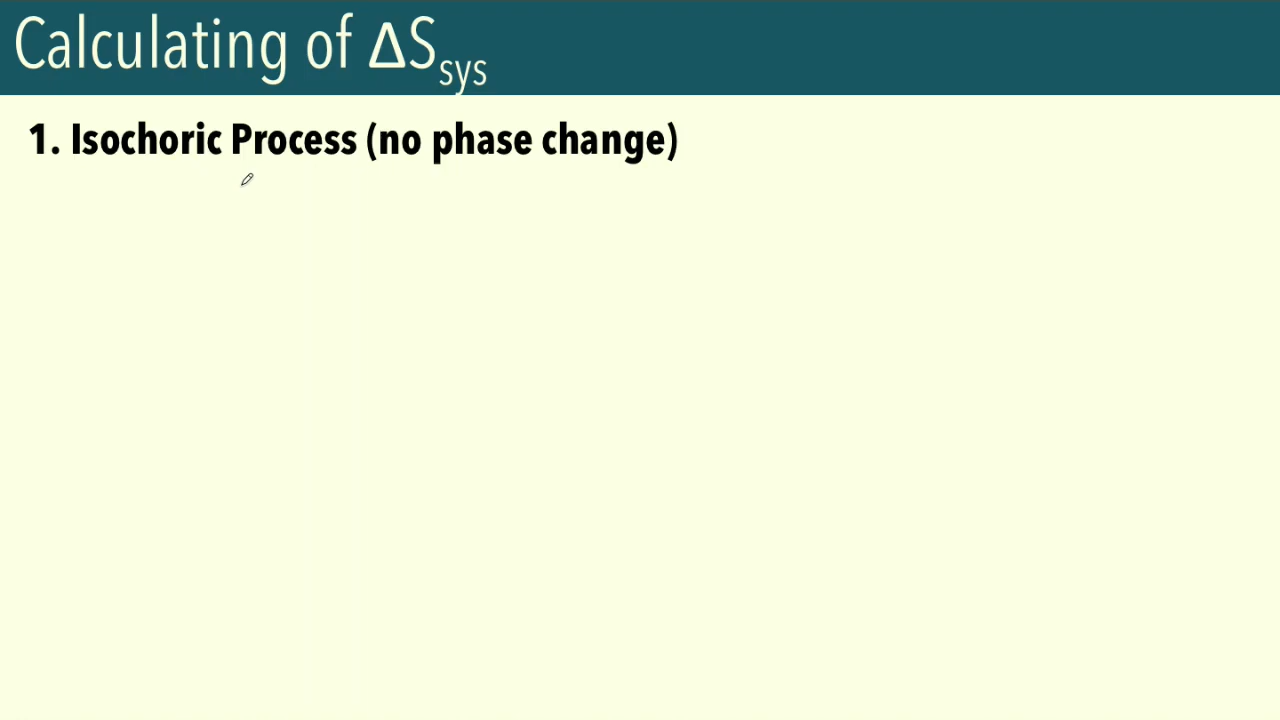 Calculating of ΔSsys
1. Isochoric Process (no phase change)